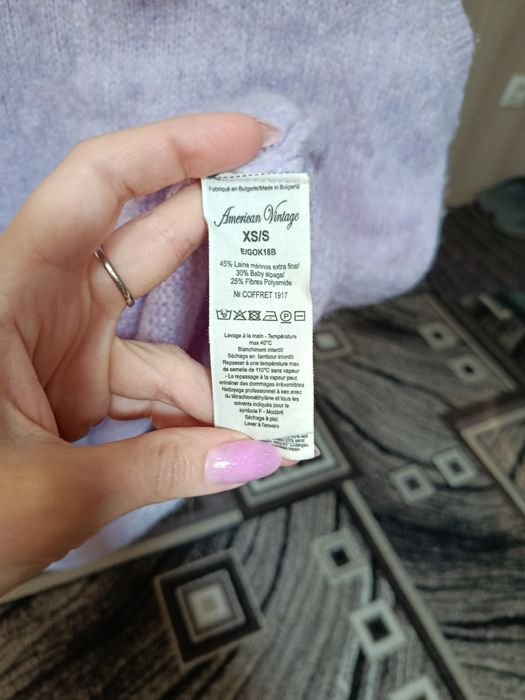 Fabriqué en Bulgarie/Made in Bulgaria
American Vintage
XS/S
E/GOK18B
45% Laine mérinos extra fine/
30% Baby alpaga/
25% Fibres Polyamide
№ COFFRET 1917
Lavage à la main - Température
max 40°C
Blanchiment interdit
Séchage en tambour interdit
Repasser à une température max
de semelle de 110°C sans vapeur
- Le repassage à la vapeur peut
entraîner des dommages irréversibles
Nettoyage professionnel à sec avec
du tétrachloroéthylène et tous les
solvants indiqués pour le
symbole F - Modéré
Séchage à plat
Laver à l'envers